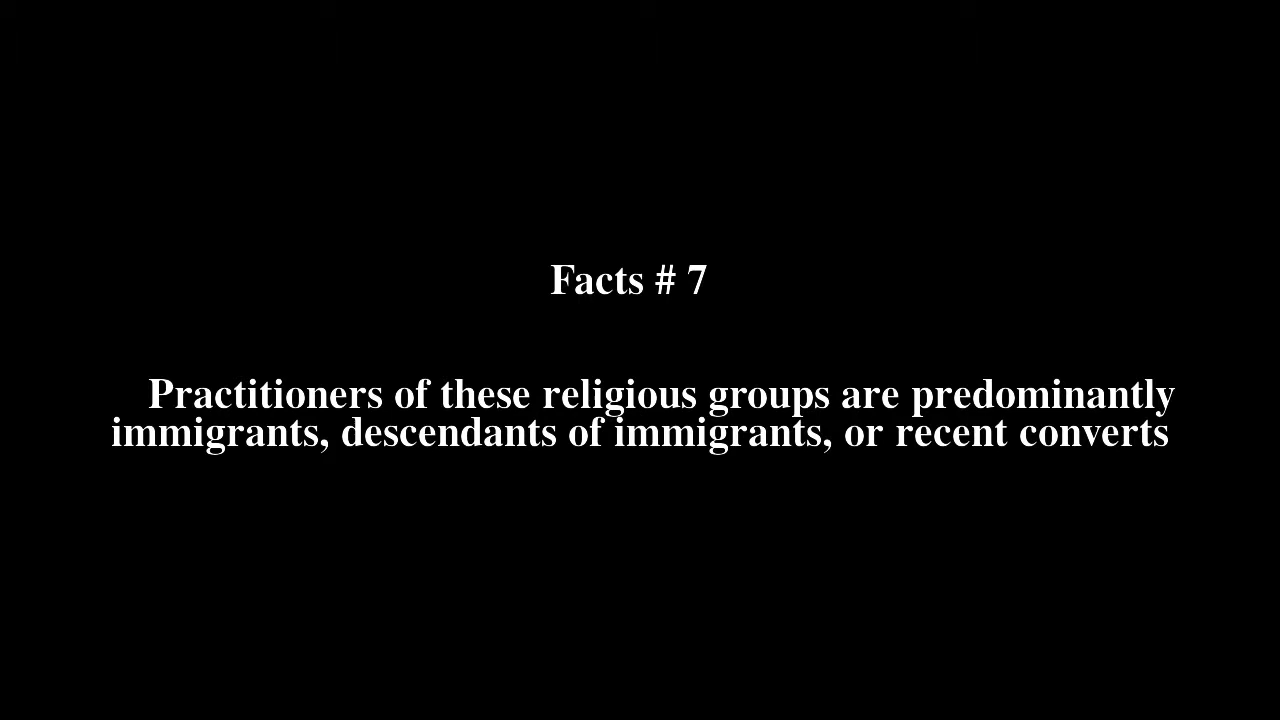 Facts # 7
Practitioners of these religious groups are predominantly
immigrants, descendants of immigrants, or recent converts